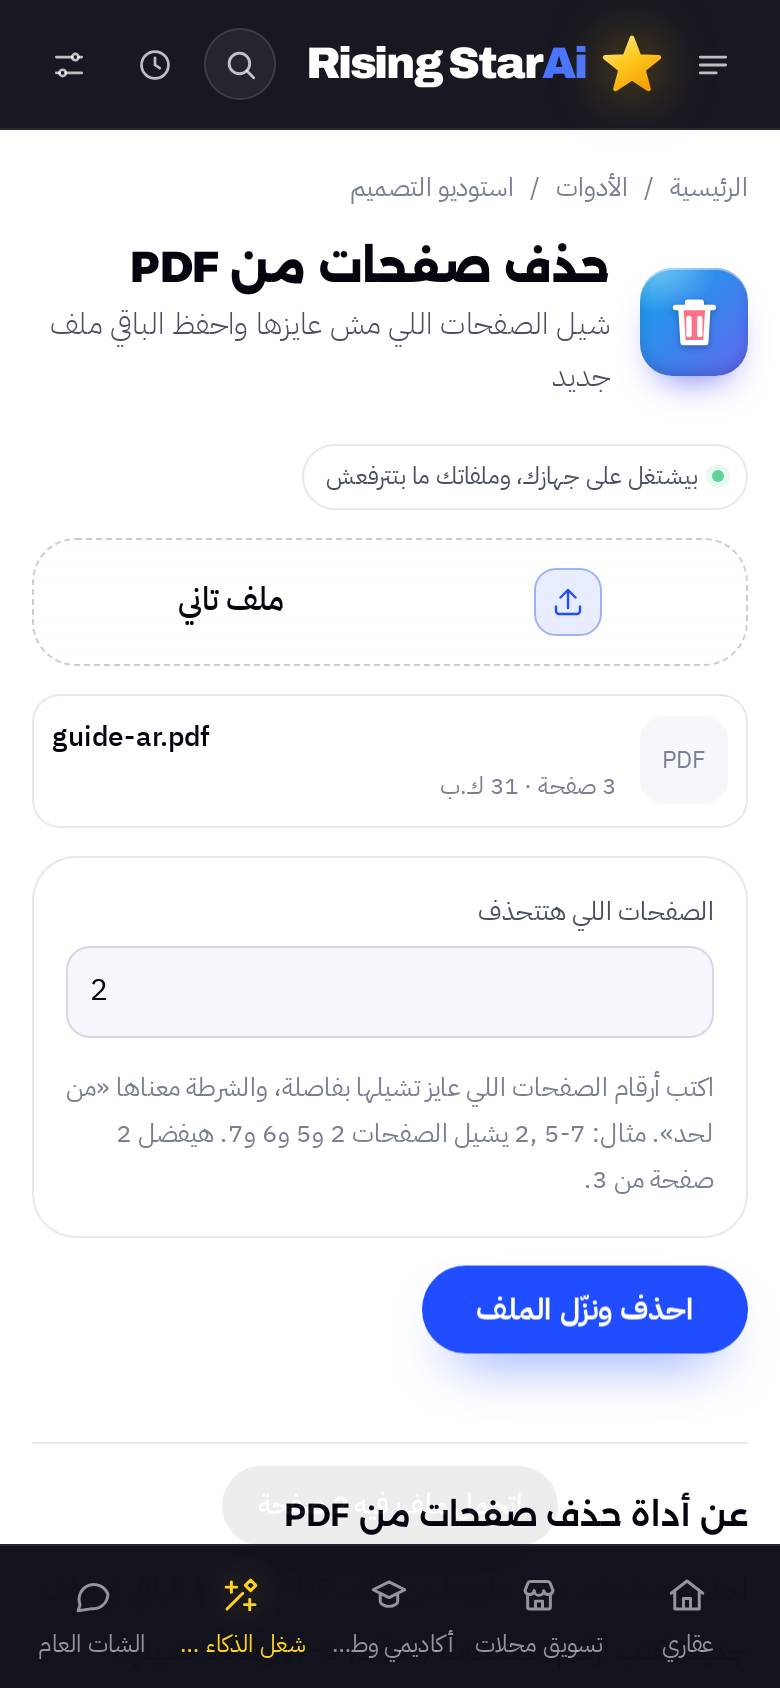 Rising StarAi
الرئيسية / الأدوات / استوديو التصميم
حذف صفحات من PDF
شيل الصفحات اللي مش عايزها واحفظ الباقي ملف
جديد
بيشتغل على جهازك، وملفاتك ما بتترفعش
ملف تاني
PDF
guide-ar.pdf
3 صفحة · 31 ك.ب
الصفحات اللي هتتحذف
2
اكتب أرقام الصفحات اللي عايز تشيلها بفاصلة، والشرطة معناها «من
لحد». مثال: 7-5 ,2 يشيل الصفحات 2 و5 و6 و7. هيفضل 2
صفحة من 3.
احذف ونزّل الملف
عن أداة حذف صفحات من PDF
عقاري
تسويق محلات
أكاديمي وط...
شغل الذكاء ...
الشات العام